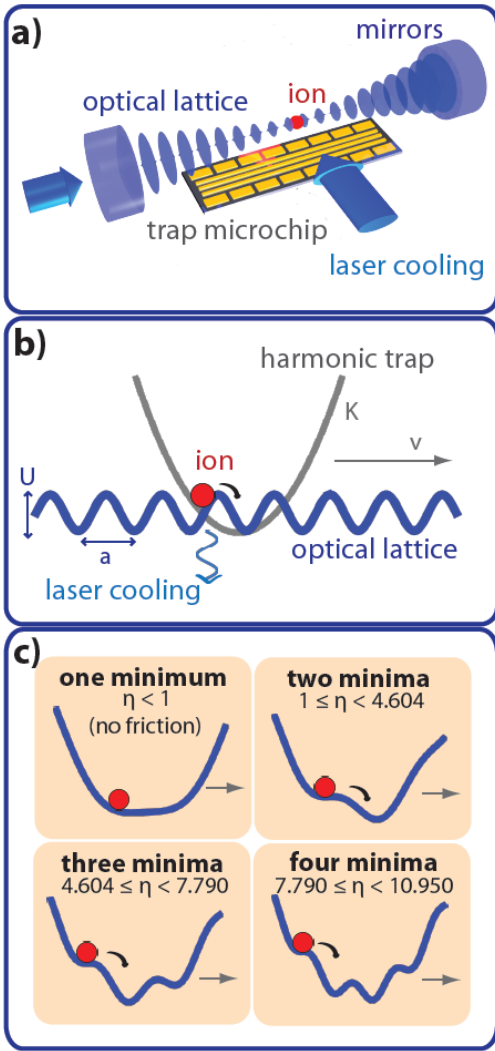 a)
mirrors
optical lattice
ion
trap microchip
laser cooling
b)
harmonic trap
K
v
ion
U
a
optical lattice
laser cooling
c)
one minimum
η < 1
(no friction)
two minima
1 ≤ η < 4.604
three minima
4.604 ≤ η < 7.790
four minima
7.790 ≤ η < 10.950